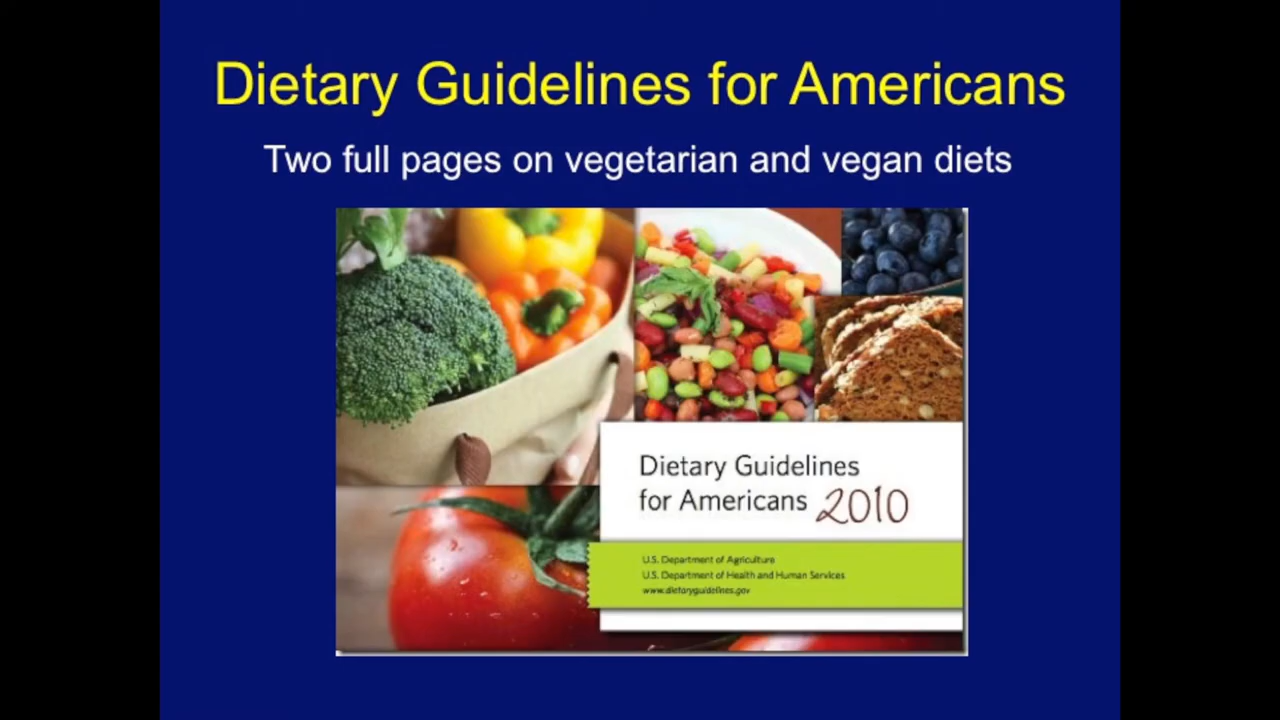 Dietary Guidelines for Americans
Two full pages on vegetarian and vegan diets
Dietary Guidelines
for Americans 2010
U.S. Department of Agriculture
U.S. Department of Health and Human Services
www.dietaryguidelines.gov